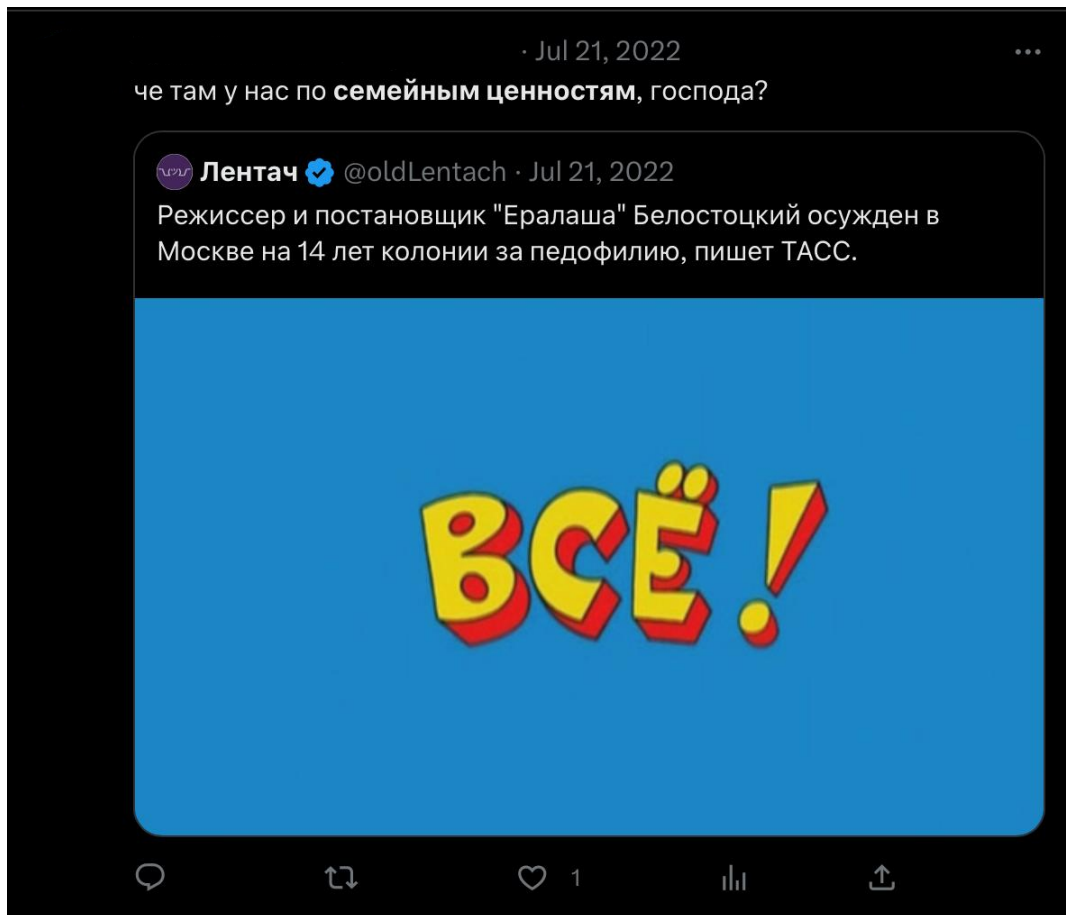 · Jul 21, 2022
че там у нас по семейным ценностям, господа?
Лентач @oldLentach · Jul 21, 2022
Режиссер и постановщик "Ералаша" Белостоцкий осужден в
Москве на 14 лет колонии за педофилию, пишет ТАСС.
ВСЁ!
1